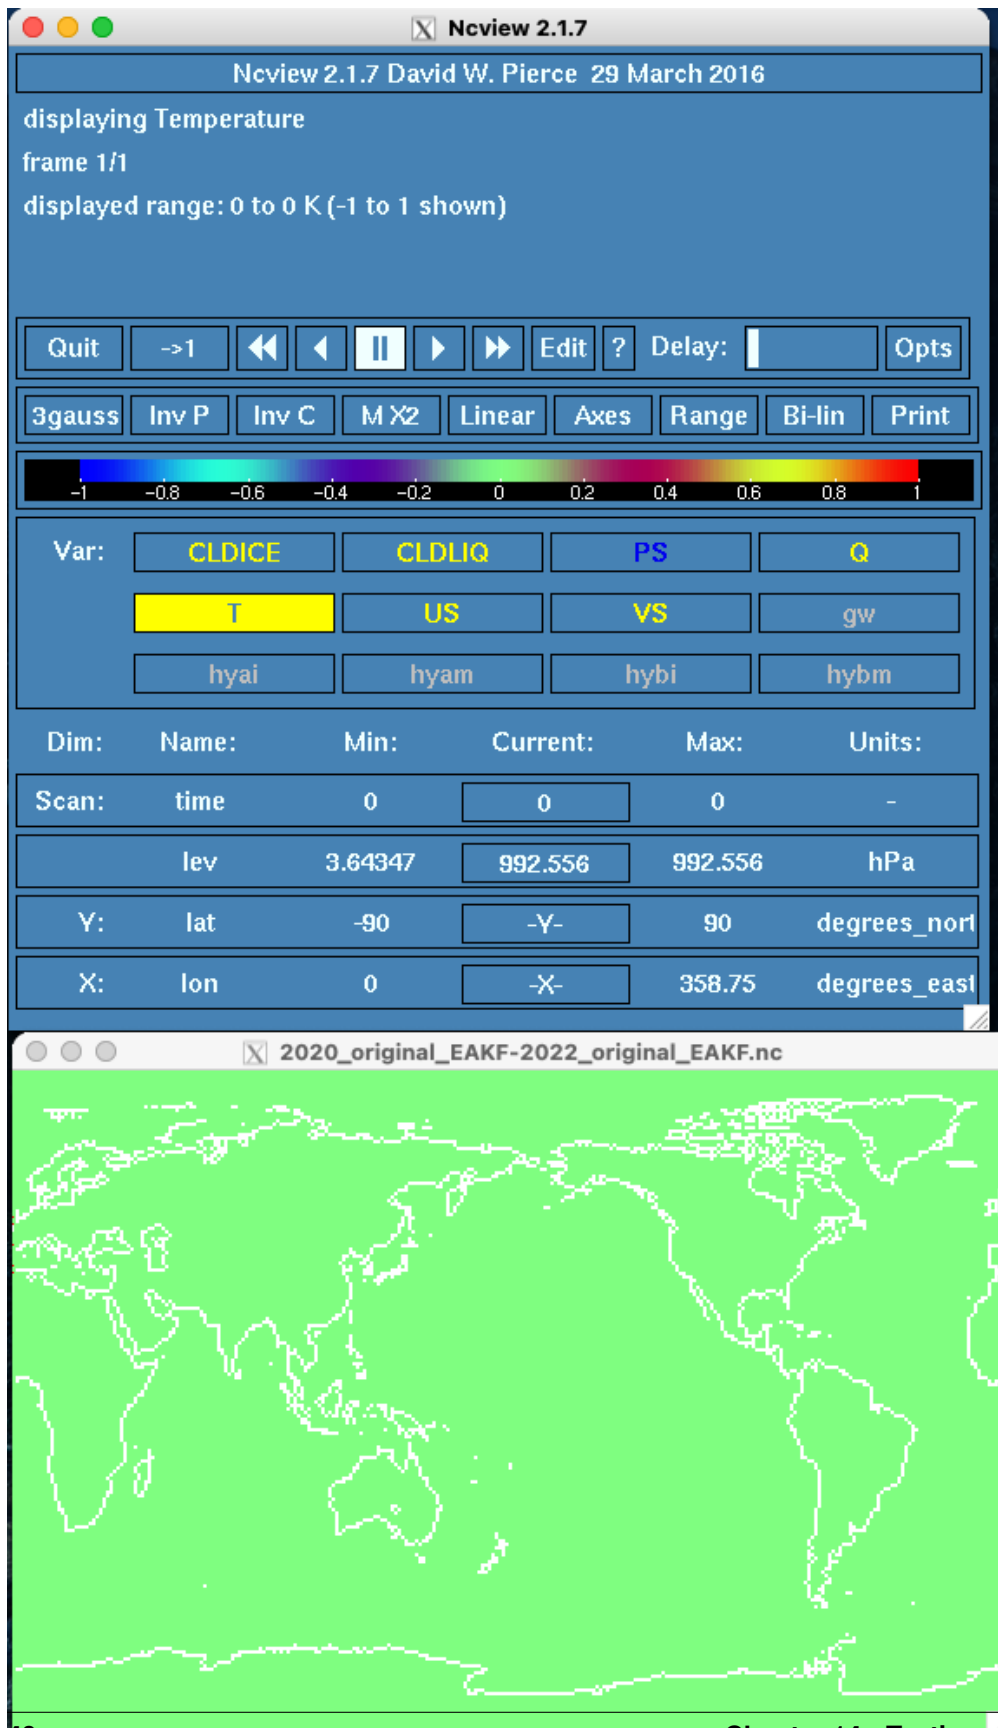 Ncview 2.1.7
Ncview 2.1.7 David W. Pierce 29 March 2016
displaying Temperature
frame 1/1
displayed range: 0 to 0 K (-1 to 1 shown)
Quit ->1 Edit ? Delay: Opts
3gauss Inv P Inv C M X2 Linear Axes Range Bi-lin Print
-1 -0.8 -0.6 -0.4 -0.2 0 0.2 0.4 0.6 0.8 1
Var: CLDICE CLDLIQ PS Q
T US VS gw
hyai hyam hybi hybm
Dim: Name: Min: Current: Max: Units:
Scan: time 0 0 0 -
lev 3.64347 992.556 992.556 hPa
Y: lat -90 -Y- 90 degrees_nort
X: lon 0 -X- 358.75 degrees_east
2020_original_EAKF-2022_original_EAKF.nc